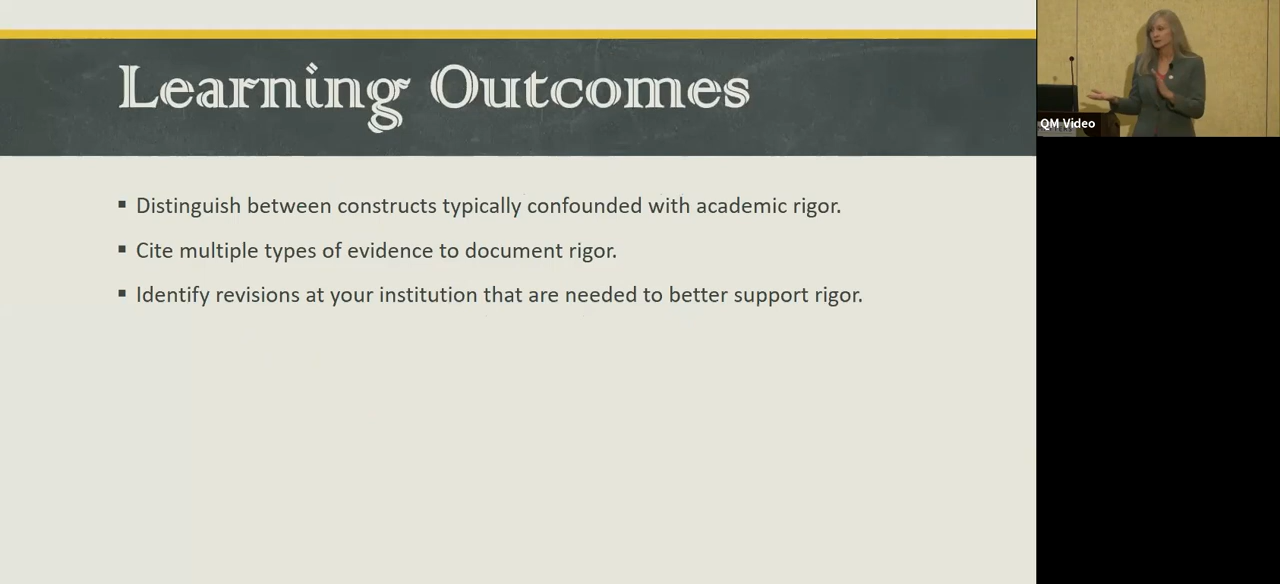 Learning Outcomes
Distinguish between constructs typically confounded with academic rigor.
Cite multiple types of evidence to document rigor.
Identify revisions at your institution that are needed to better support rigor.
QM Video